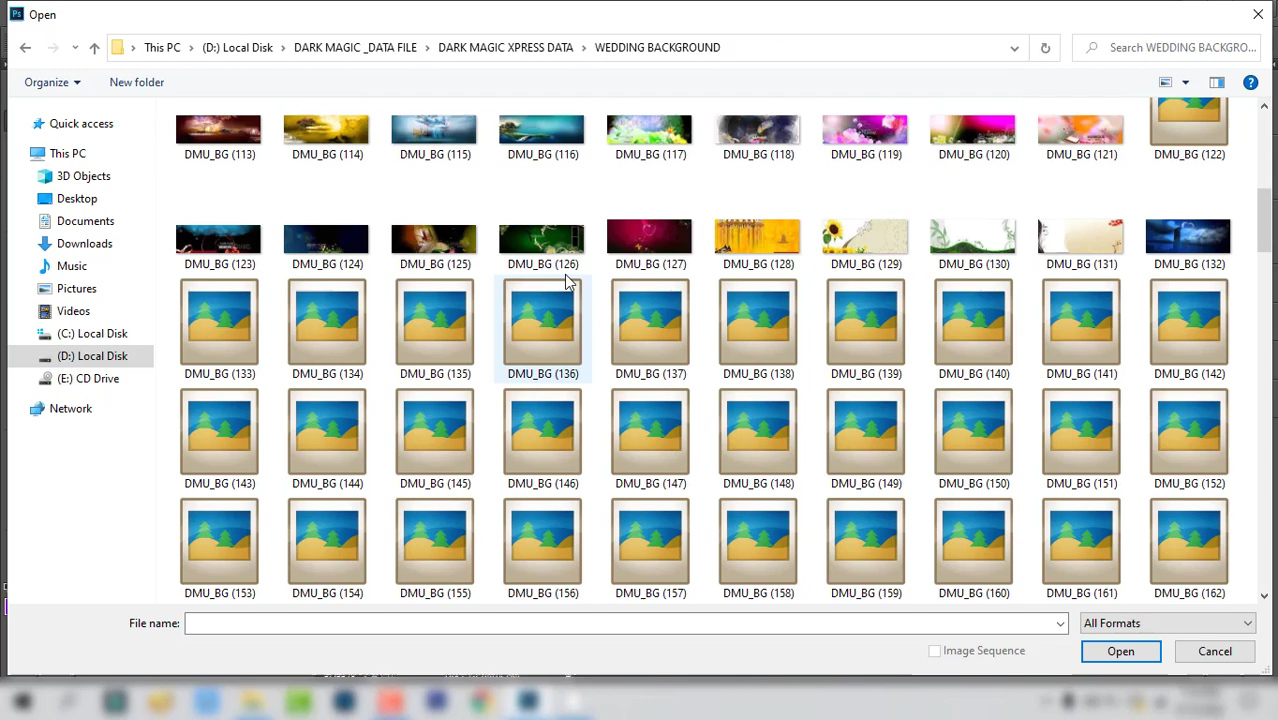 Ps Open
This PC (D:) Local Disk DARK MAGIC _DATA FILE DARK MAGIC XPRESS DATA WEDDING BACKGROUND Search WEDDING BACKGRO...
Organize New folder
Quick access
This PC
3D Objects
Desktop
Documents
Downloads
Music
Pictures
Videos
(C:) Local Disk
(D:) Local Disk
(E:) CD Drive
Network
DMU_BG (113) DMU_BG (114) DMU_BG (115) DMU_BG (116) DMU_BG (117) DMU_BG (118) DMU_BG (119) DMU_BG (120) DMU_BG (121) DMU_BG (122)
DMU_BG (123) DMU_BG (124) DMU_BG (125) DMU_BG (126) DMU_BG (127) DMU_BG (128) DMU_BG (129) DMU_BG (130) DMU_BG (131) DMU_BG (132)
DMU_BG (133) DMU_BG (134) DMU_BG (135) DMU_BG (136) DMU_BG (137) DMU_BG (138) DMU_BG (139) DMU_BG (140) DMU_BG (141) DMU_BG (142)
DMU_BG (143) DMU_BG (144) DMU_BG (145) DMU_BG (146) DMU_BG (147) DMU_BG (148) DMU_BG (149) DMU_BG (150) DMU_BG (151) DMU_BG (152)
DMU_BG (153) DMU_BG (154) DMU_BG (155) DMU_BG (156) DMU_BG (157) DMU_BG (158) DMU_BG (159) DMU_BG (160) DMU_BG (161) DMU_BG (162)
File name: All Formats
Image Sequence Open Cancel